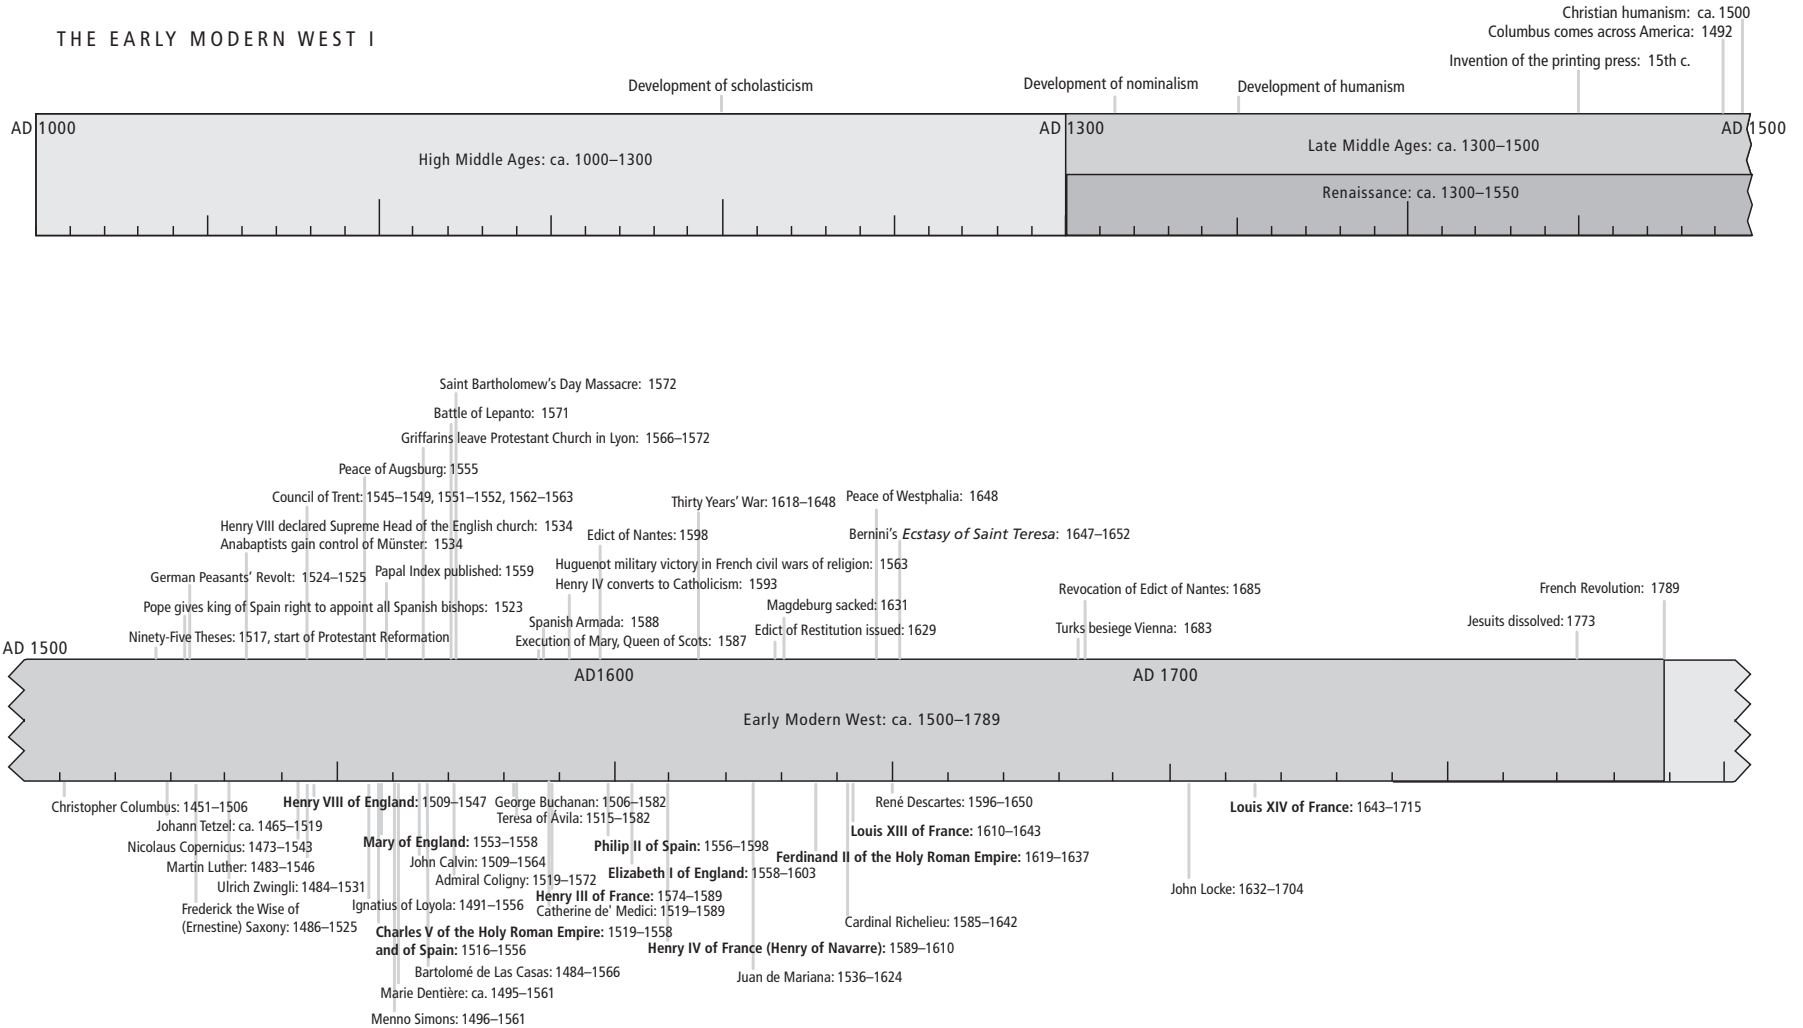 THE EARLY MODERN WEST I
Christian humanism: ca. 1500
Columbus comes across America: 1492
Invention of the printing press: 15th c.
Development of scholasticism
Development of nominalism
Development of humanism
AD 1000
AD 1300
AD 1500
High Middle Ages: ca. 1000–1300
Late Middle Ages: ca. 1300–1500
Renaissance: ca. 1300–1550
Saint Bartholomew's Day Massacre: 1572
Battle of Lepanto: 1571
Griffarins leave Protestant Church in Lyon: 1566–1572
Peace of Augsburg: 1555
Council of Trent: 1545–1549, 1551–1552, 1562–1563
Thirty Years' War: 1618–1648
Peace of Westphalia: 1648
Henry VIII declared Supreme Head of the English church: 1534
Anabaptists gain control of Münster: 1534
Edict of Nantes: 1598
Bernini's Ecstasy of Saint Teresa: 1647–1652
German Peasants' Revolt: 1524–1525
Papal Index published: 1559
Huguenot military victory in French civil wars of religion: 1563
Henry IV converts to Catholicism: 1593
Revocation of Edict of Nantes: 1685
French Revolution: 1789
Pope gives king of Spain right to appoint all Spanish bishops: 1523
Magdeburg sacked: 1631
Spanish Armada: 1588
Edict of Restitution issued: 1629
Turks besiege Vienna: 1683
Jesuits dissolved: 1773
Ninety-Five Theses: 1517, start of Protestant Reformation
Execution of Mary, Queen of Scots: 1587
AD 1500
AD1600
AD 1700
Early Modern West: ca. 1500–1789
Christopher Columbus: 1451–1506
Henry VIII of England: 1509–1547
George Buchanan: 1506–1582
René Descartes: 1596–1650
Louis XIV of France: 1643–1715
Johann Tetzel: ca. 1465–1519
Teresa of Ávila: 1515–1582
Louis XIII of France: 1610–1643
Nicolaus Copernicus: 1473–1543
Mary of England: 1553–1558
Philip II of Spain: 1556–1598
Ferdinand II of the Holy Roman Empire: 1619–1637
Martin Luther: 1483–1546
John Calvin: 1509–1564
Elizabeth I of England: 1558–1603
Ulrich Zwingli: 1484–1531
Admiral Coligny: 1519–1572
John Locke: 1632–1704
Henry III of France: 1574–1589
Frederick the Wise of
(Ernestine) Saxony: 1486–1525
Ignatius of Loyola: 1491–1556
Catherine de' Medici: 1519–1589
Cardinal Richelieu: 1585–1642
Charles V of the Holy Roman Empire: 1519–1558
and of Spain: 1516–1556
Henry IV of France (Henry of Navarre): 1589–1610
Bartolomé de Las Casas: 1484–1566
Juan de Mariana: 1536–1624
Marie Dentière: ca. 1495–1561
Menno Simons: 1496–1561